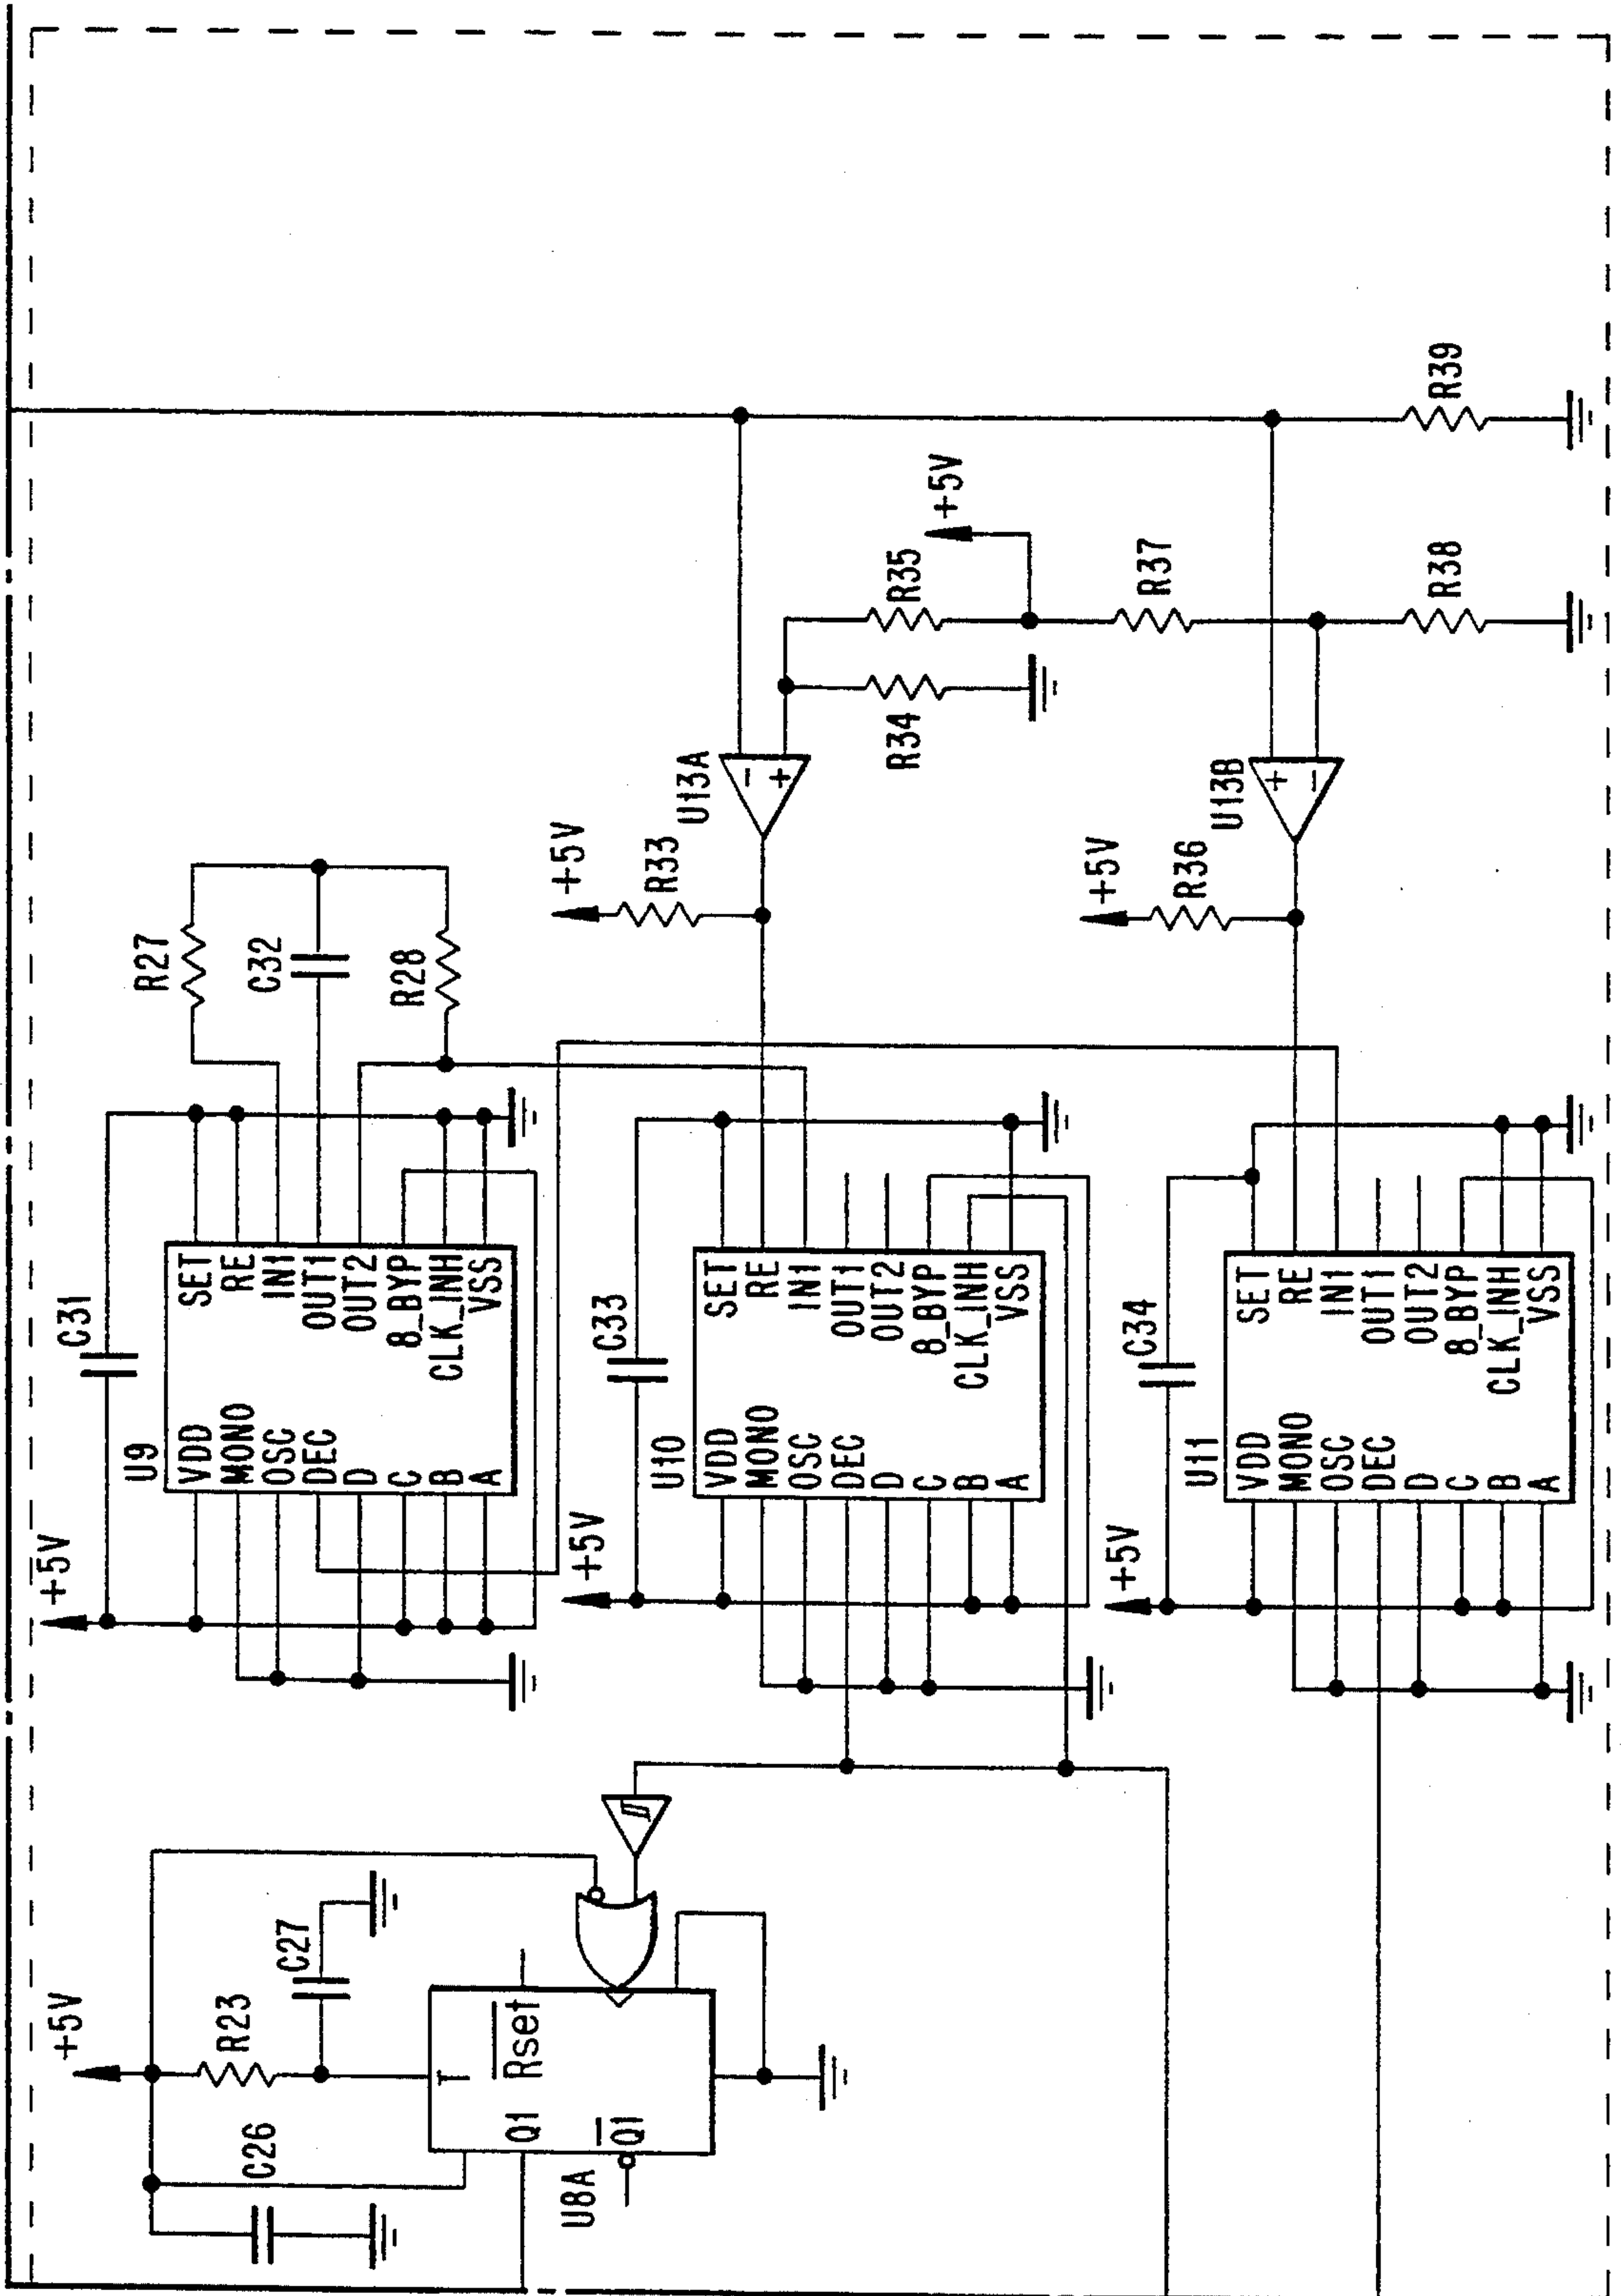 +5V
C26
R23
C27
T
Rset
Q1
Q1
U8A
+5V
C31
U9
VDD
MONO
OSC
DEC
D
C
B
A
SET
RE
IN1
OUT1
OUT2
8_BYP
CLK_INH
VSS
R27
C32
R28
+5V
C33
U10
VDD
MONO
OSC
DEC
D
C
B
A
SET
RE
IN1
OUT1
OUT2
8_BYP
CLK_INH
VSS
+5V
R33
U13A
-
+
R34
R35
+5V
R37
+5V
C34
U11
VDD
MONO
OSC
DEC
D
C
B
A
SET
RE
IN1
OUT1
OUT2
8_BYP
CLK_INH
VSS
+5V
R36
U13B
+
-
R38
R39